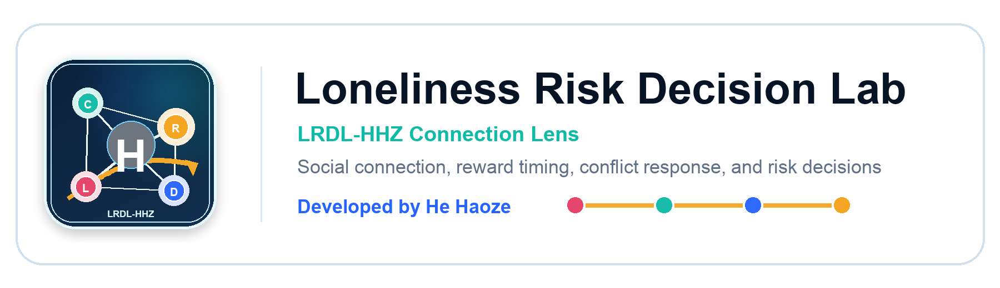 C
R
H
L
D
LRDL-HHZ
Loneliness Risk Decision Lab
LRDL-HHZ Connection Lens
Social connection, reward timing, conflict response, and risk decisions
Developed by He Haoze